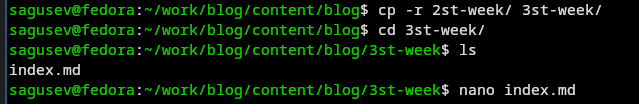 sagusev@fedora:~/work/blog/content/blog$ cp -r 2st-week/ 3st-week/
sagusev@fedora:~/work/blog/content/blog$ cd 3st-week/
sagusev@fedora:~/work/blog/content/blog/3st-week$ ls
index.md
sagusev@fedora:~/work/blog/content/blog/3st-week$ nano index.md